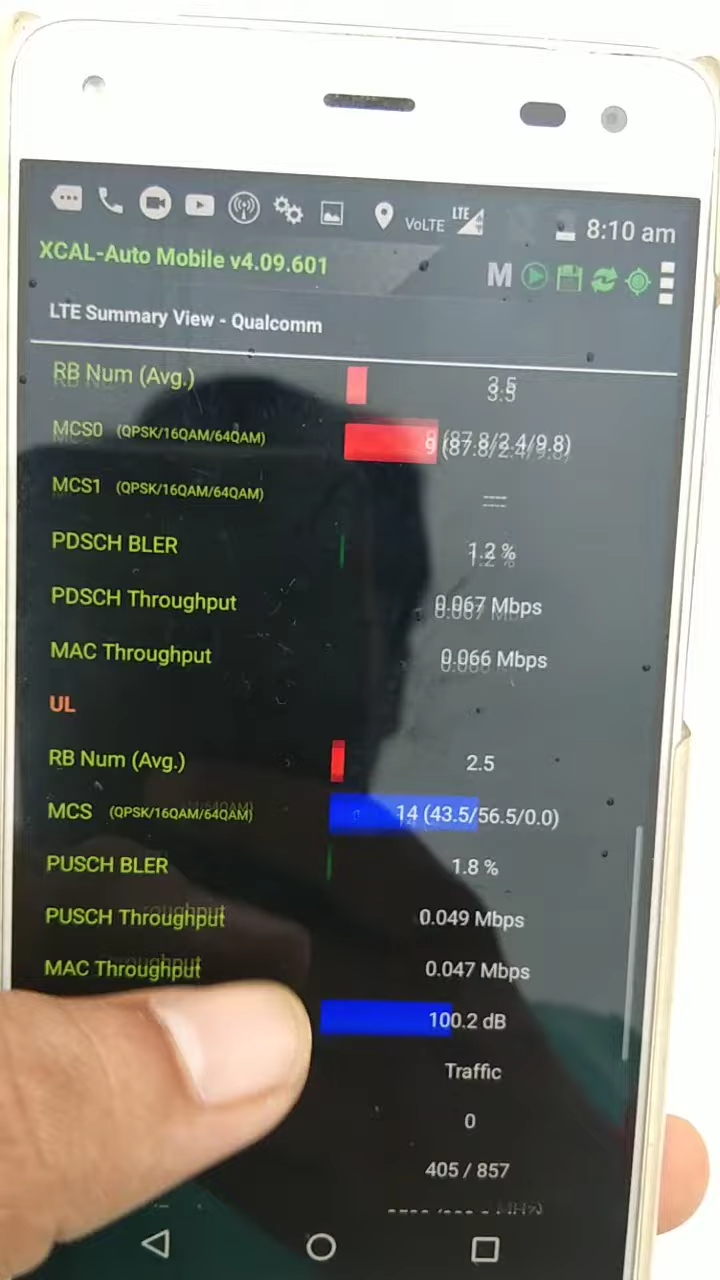 VoLTE LTE 8:10 am
XCAL-Auto Mobile v4.09.601
M
LTE Summary View - Qualcomm
RB Num (Avg.) 3.5
MCS0 (QPSK/16QAM/64QAM) 9 (87.8/2.4/9.8)
MCS1 (QPSK/16QAM/64QAM) ----
PDSCH BLER 1.2 %
PDSCH Throughput 0.067 Mbps
MAC Throughput 0.066 Mbps
UL
RB Num (Avg.) 2.5
MCS (QPSK/16QAM/64QAM) 14 (43.5/56.5/0.0)
PUSCH BLER 1.8 %
PUSCH Throughput 0.049 Mbps
MAC Throughput 0.047 Mbps
100.2 dB
Traffic
0
405 / 857